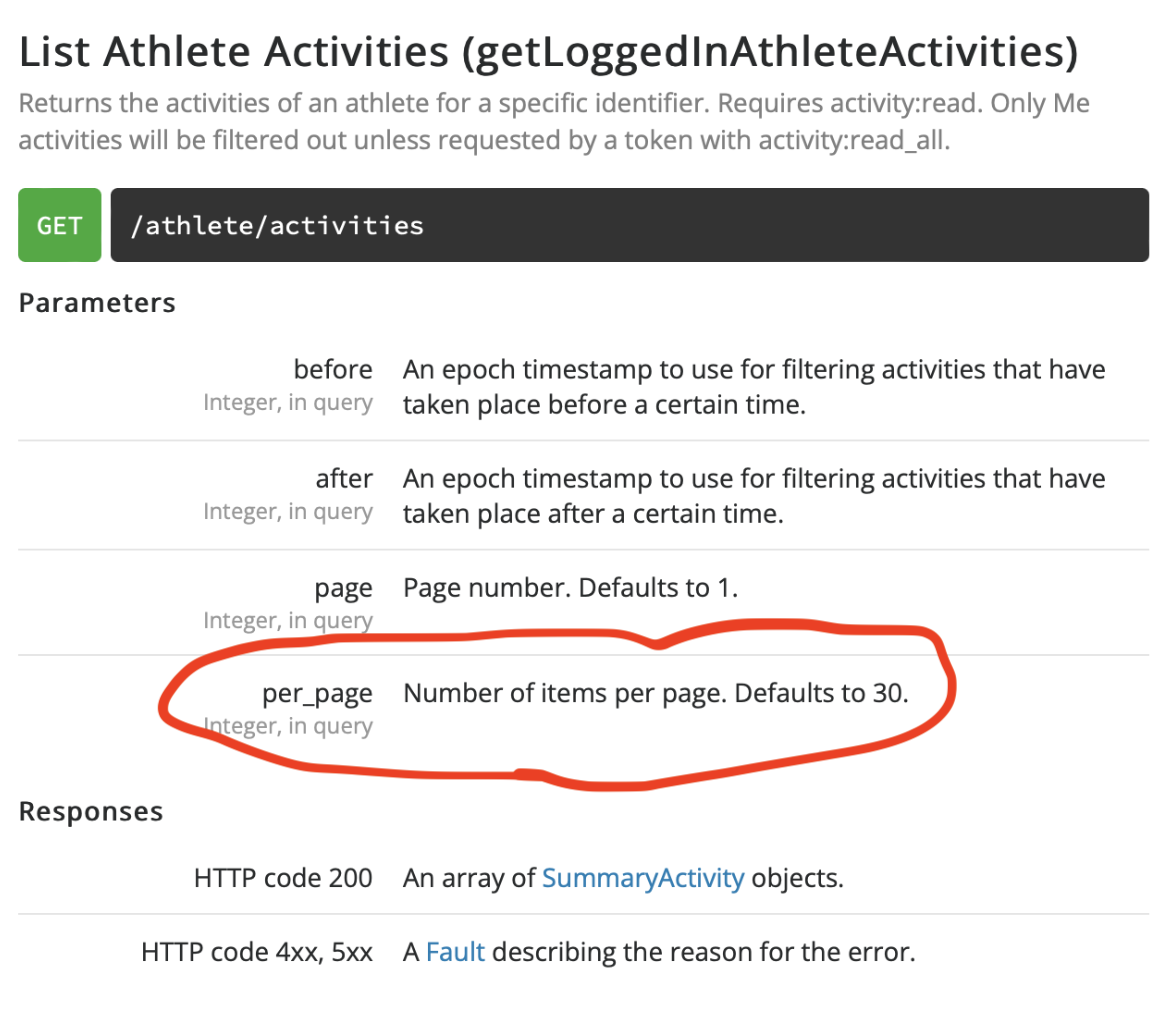 List Athlete Activities (getLoggedInAthleteActivities)
Returns the activities of an athlete for a specific identifier. Requires activity:read. Only Me
activities will be filtered out unless requested by a token with activity:read_all.
GET /athlete/activities
Parameters
before An epoch timestamp to use for filtering activities that have
Integer, in query taken place before a certain time.
after An epoch timestamp to use for filtering activities that have
Integer, in query taken place after a certain time.
page Page number. Defaults to 1.
Integer, in query
per_page Number of items per page. Defaults to 30.
Integer, in query
Responses
HTTP code 200 An array of SummaryActivity objects.
HTTP code 4xx, 5xx A Fault describing the reason for the error.